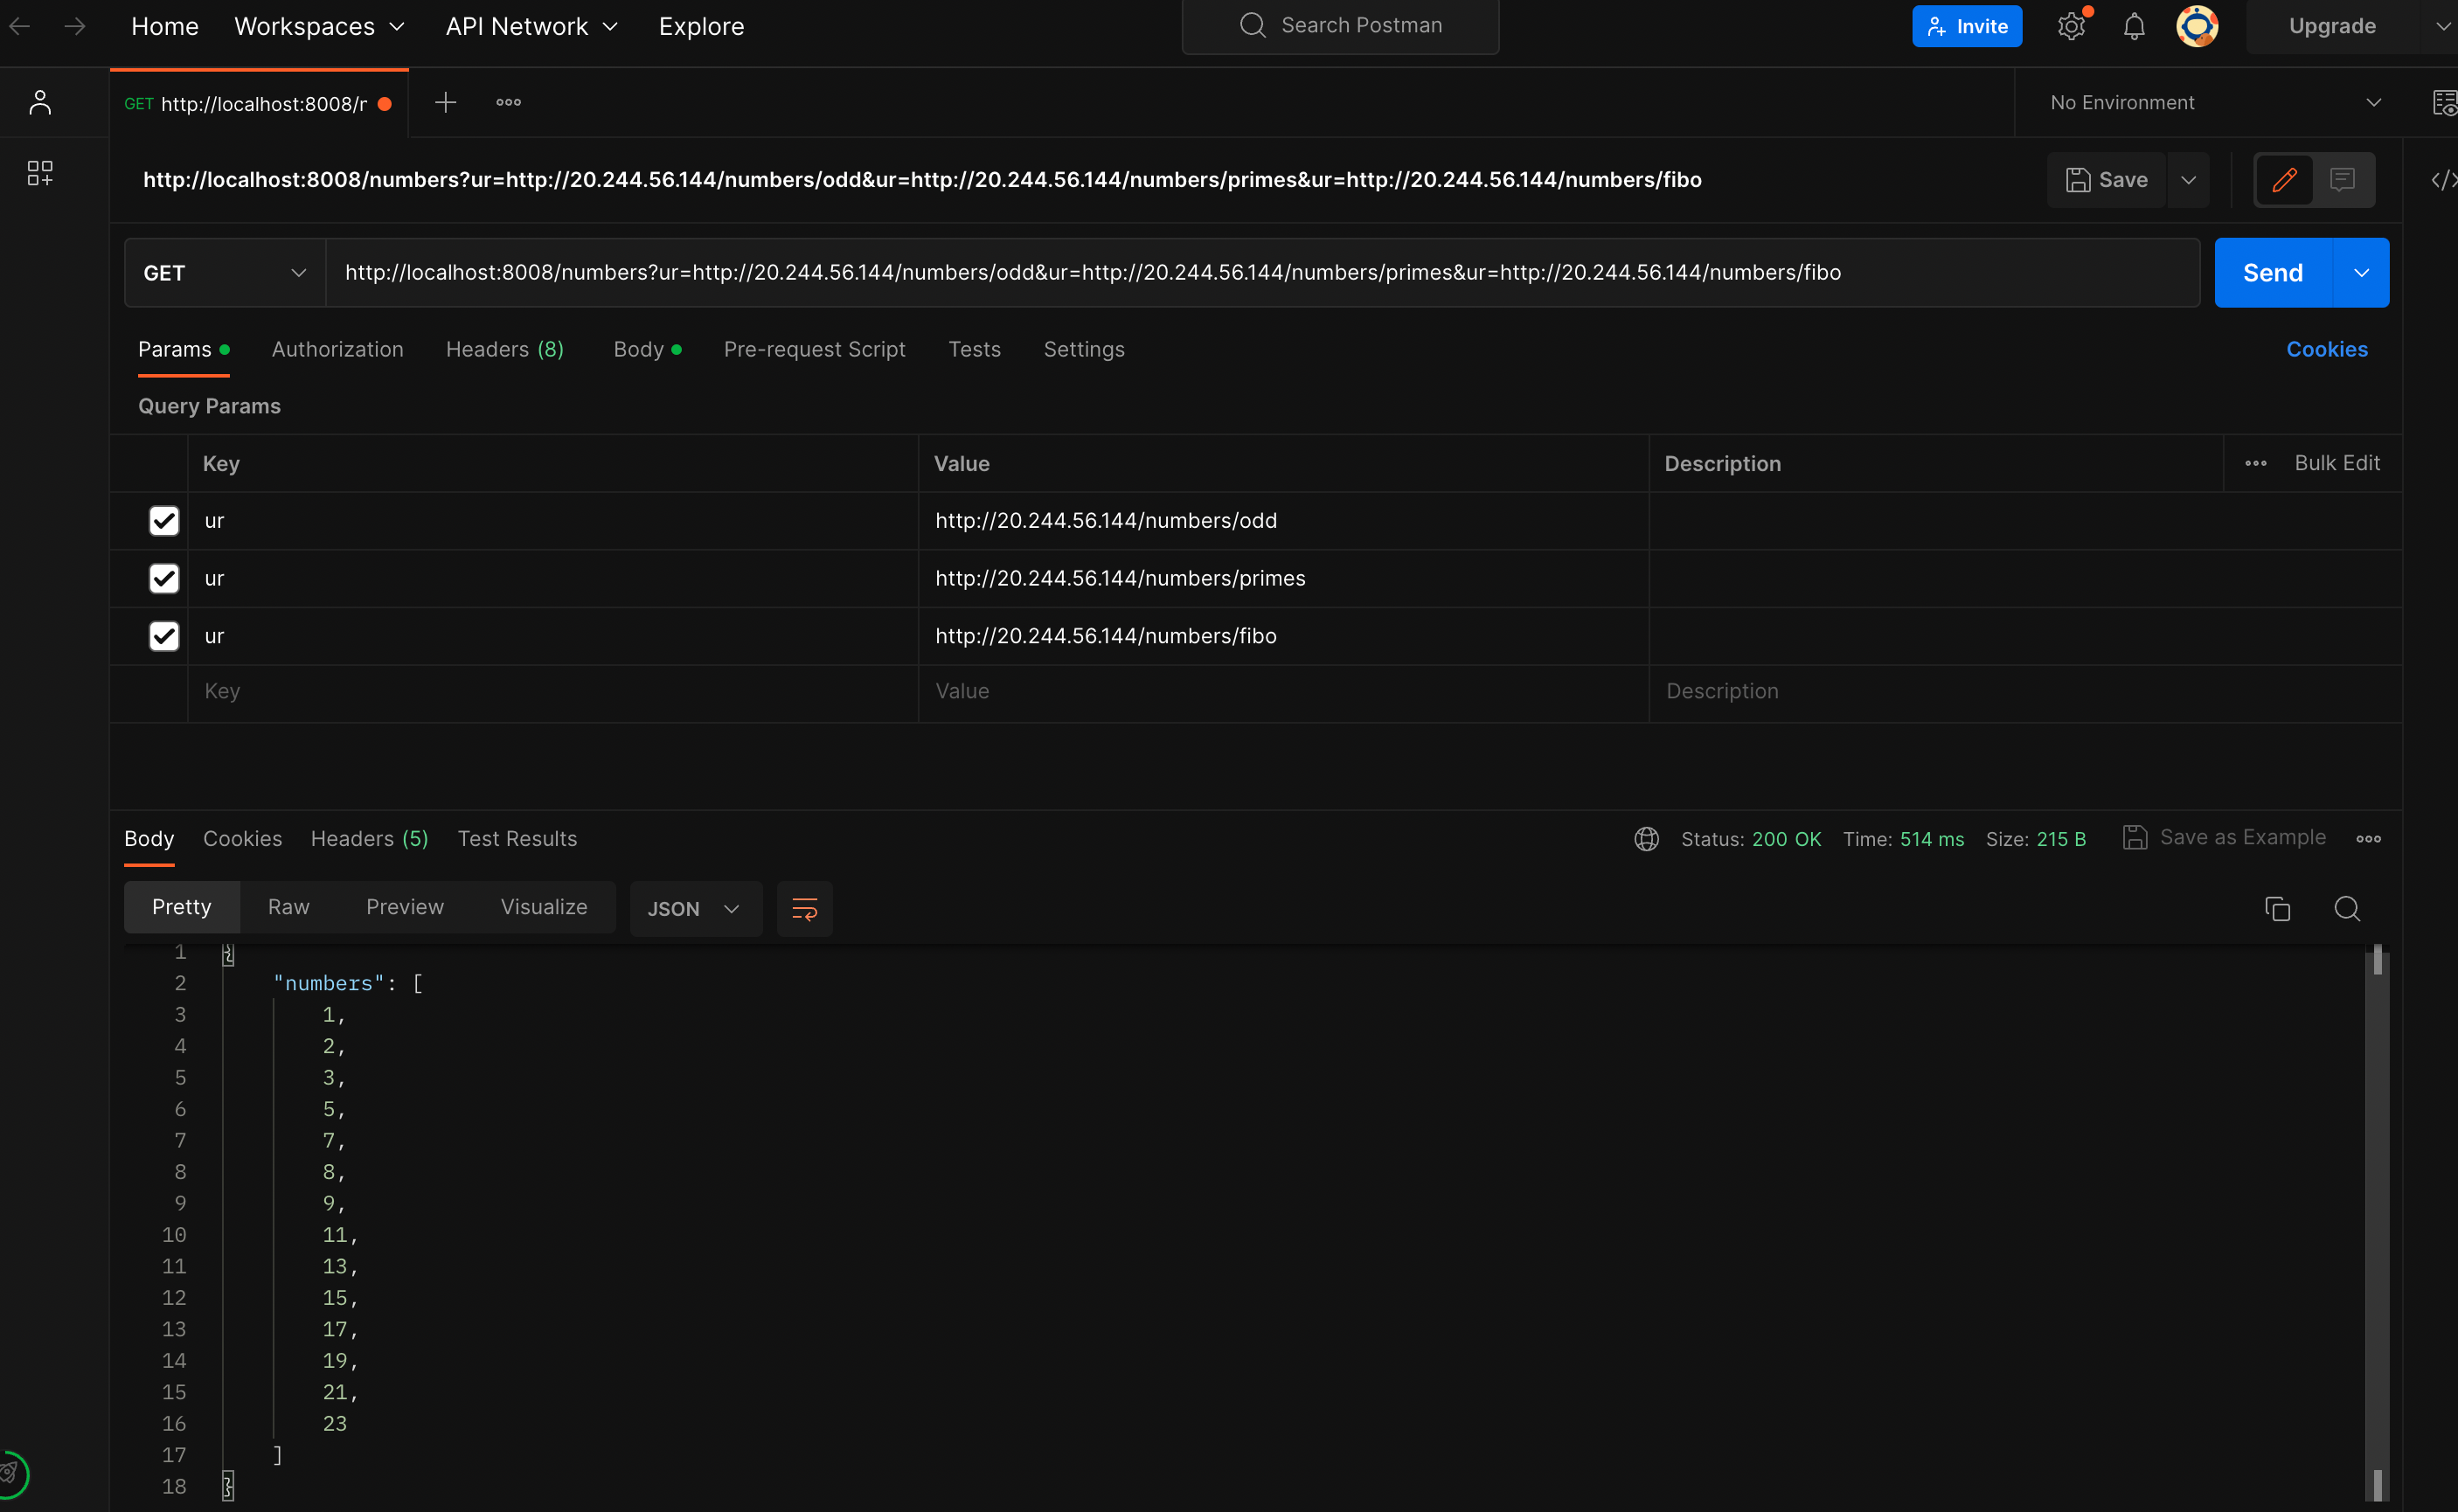 Home Workspaces API Network Explore Search Postman Invite Upgrade
GET http://localhost:8008/r No Environment
http://localhost:8008/numbers?ur=http://20.244.56.144/numbers/odd&ur=http://20.244.56.144/numbers/primes&ur=http://20.244.56.144/numbers/fibo Save
GET http://localhost:8008/numbers?ur=http://20.244.56.144/numbers/odd&ur=http://20.244.56.144/numbers/primes&ur=http://20.244.56.144/numbers/fibo Send
Params Authorization Headers (8) Body Pre-request Script Tests Settings Cookies
Query Params
Key Value Description Bulk Edit
ur http://20.244.56.144/numbers/odd
ur http://20.244.56.144/numbers/primes
ur http://20.244.56.144/numbers/fibo
Key Value Description
Body Cookies Headers (5) Test Results Status: 200 OK Time: 514 ms Size: 215 B Save as Example
Pretty Raw Preview Visualize JSON
1 {
2 "numbers": [
3 1,
4 2,
5 3,
6 5,
7 7,
8 8,
9 9,
10 11,
11 13,
12 15,
13 17,
14 19,
15 21,
16 23
17 ]
18 }